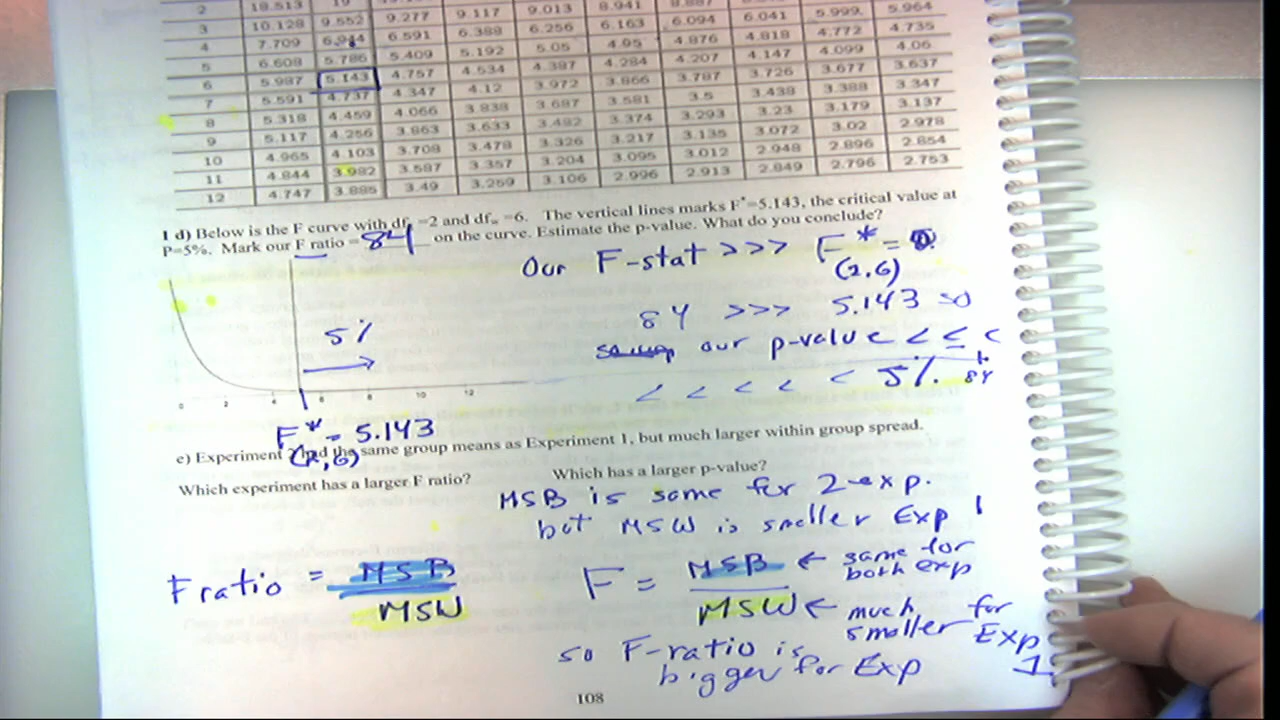 2 18.513 19 9.013 8.941 5.964
3 10.128 9.552 9.277 9.117 9.013 8.941 8.887
4 7.709 6.944 6.591 6.388 6.256 6.163 6.094 6.041 5.999 5.964
5 6.608 5.786 5.409 5.192 5.05 4.95 4.876 4.818 4.772 4.735
6 5.987 5.143 4.757 4.534 4.387 4.284 4.207 4.147 4.099 4.06
7 5.591 4.737 4.347 4.12 3.972 3.866 3.787 3.726 3.677 3.637
8 5.318 4.459 4.066 3.838 3.687 3.581 3.5 3.438 3.388 3.347
9 5.117 4.256 3.863 3.633 3.482 3.374 3.293 3.23 3.179 3.137
10 4.965 4.103 3.708 3.478 3.326 3.217 3.135 3.072 3.02 2.978
11 4.844 3.982 3.587 3.357 3.204 3.095 3.012 2.948 2.896 2.854
12 4.747 3.885 3.49 3.259 3.106 2.996 2.913 2.849 2.796 2.753
1 d) Below is the F curve with df =2 and df =6. The vertical lines marks F*=5.143, the critical value at
P=5%. Mark our F ratio = 84 on the curve. Estimate the p-value. What do you conclude?
Our F-stat >>> F* =
(2,6)
84 >>> 5.143 so
our p-value < < <
< < < < < 5%.
84
5%
0 2 4 6 8 10 12
F* = 5.143
(2,6)
e) Experiment had the same group means as Experiment 1, but much larger within group spread.
Which experiment has a larger F ratio? Which has a larger p-value?
MSB is same for 2-exp.
but MSW is smaller Exp 1
F ratio = MSB
MSW
F = MSB ← same for both exp
MSW ← much smaller for Exp 1
so F-ratio is
bigger for Exp
108